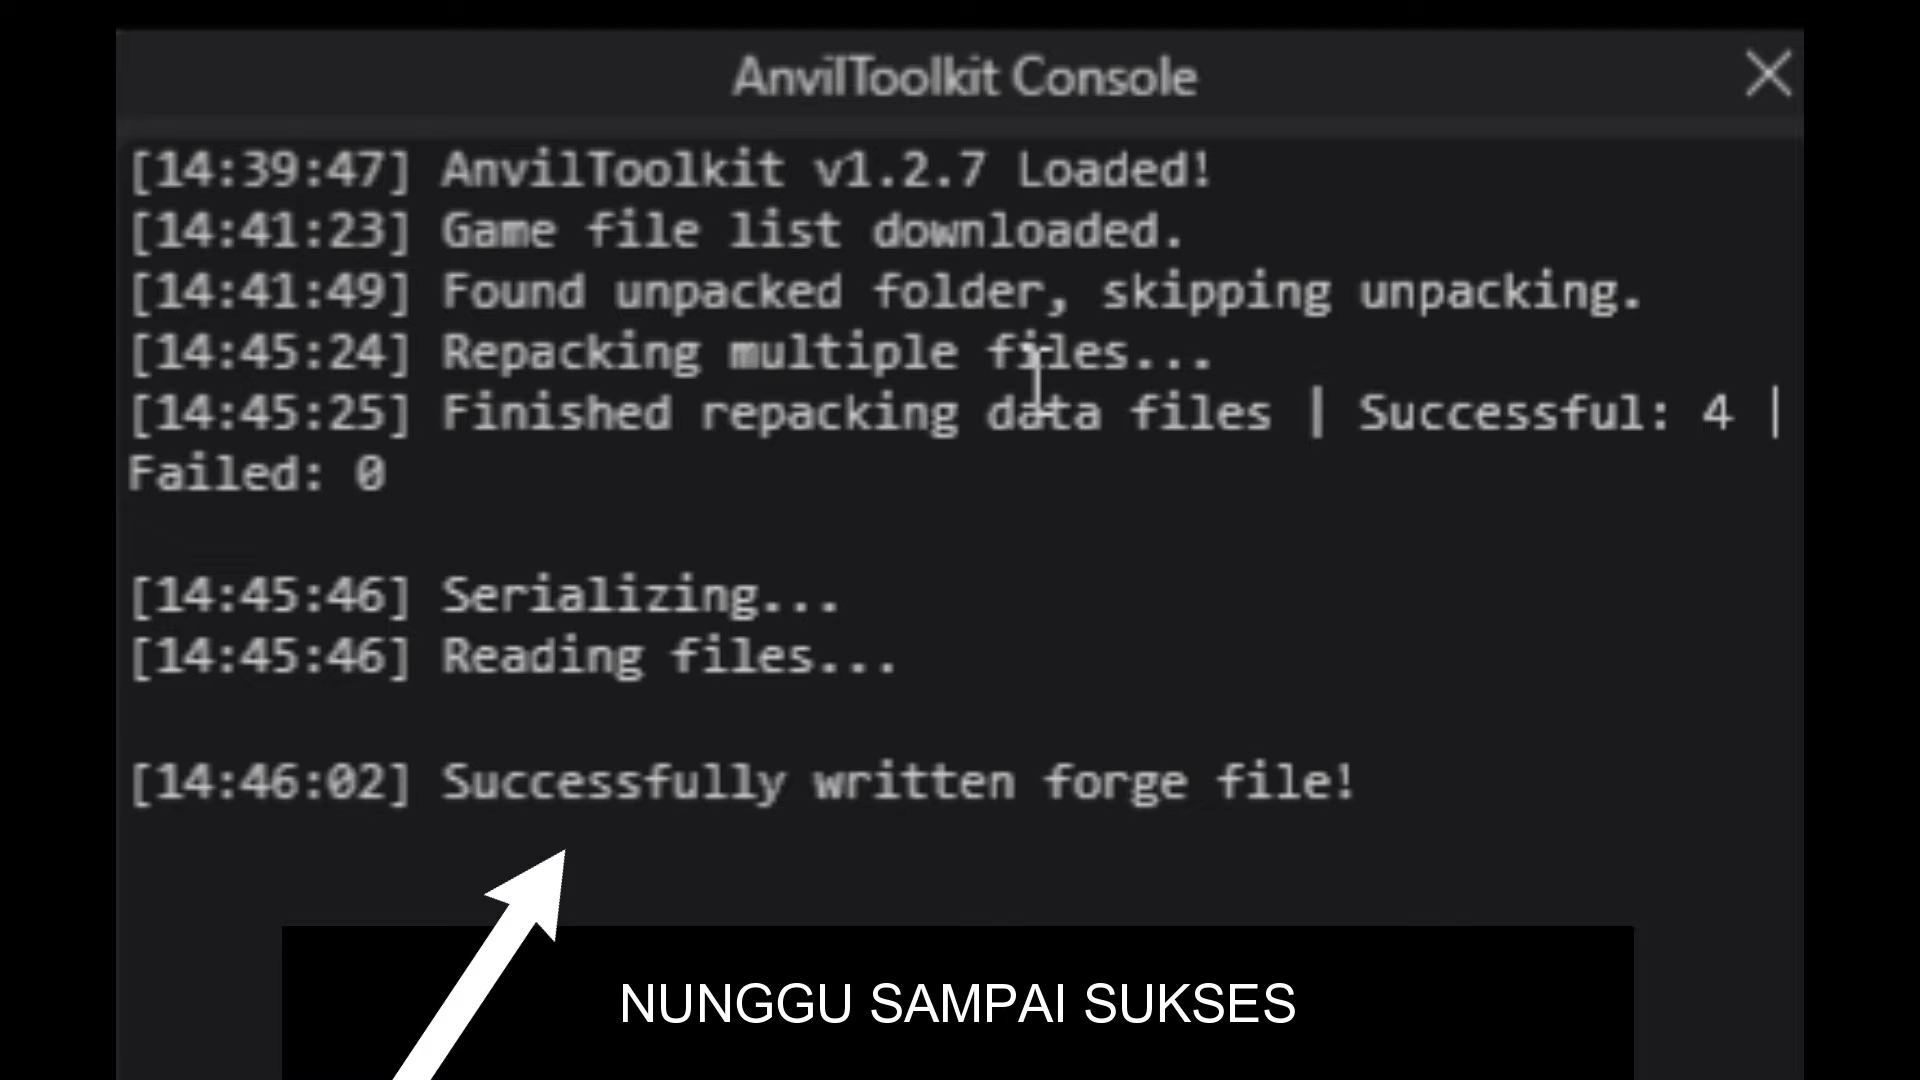 AnvilToolkit Console
[14:39:47] AnvilToolkit v1.2.7 Loaded!
[14:41:23] Game file list downloaded.
[14:41:49] Found unpacked folder, skipping unpacking.
[14:45:24] Repacking multiple files...
[14:45:25] Finished repacking data files | Successful: 4 |
Failed: 0
[14:45:46] Serializing...
[14:45:46] Reading files...
[14:46:02] Successfully written forge file!
NUNGGU SAMPAI SUKSES